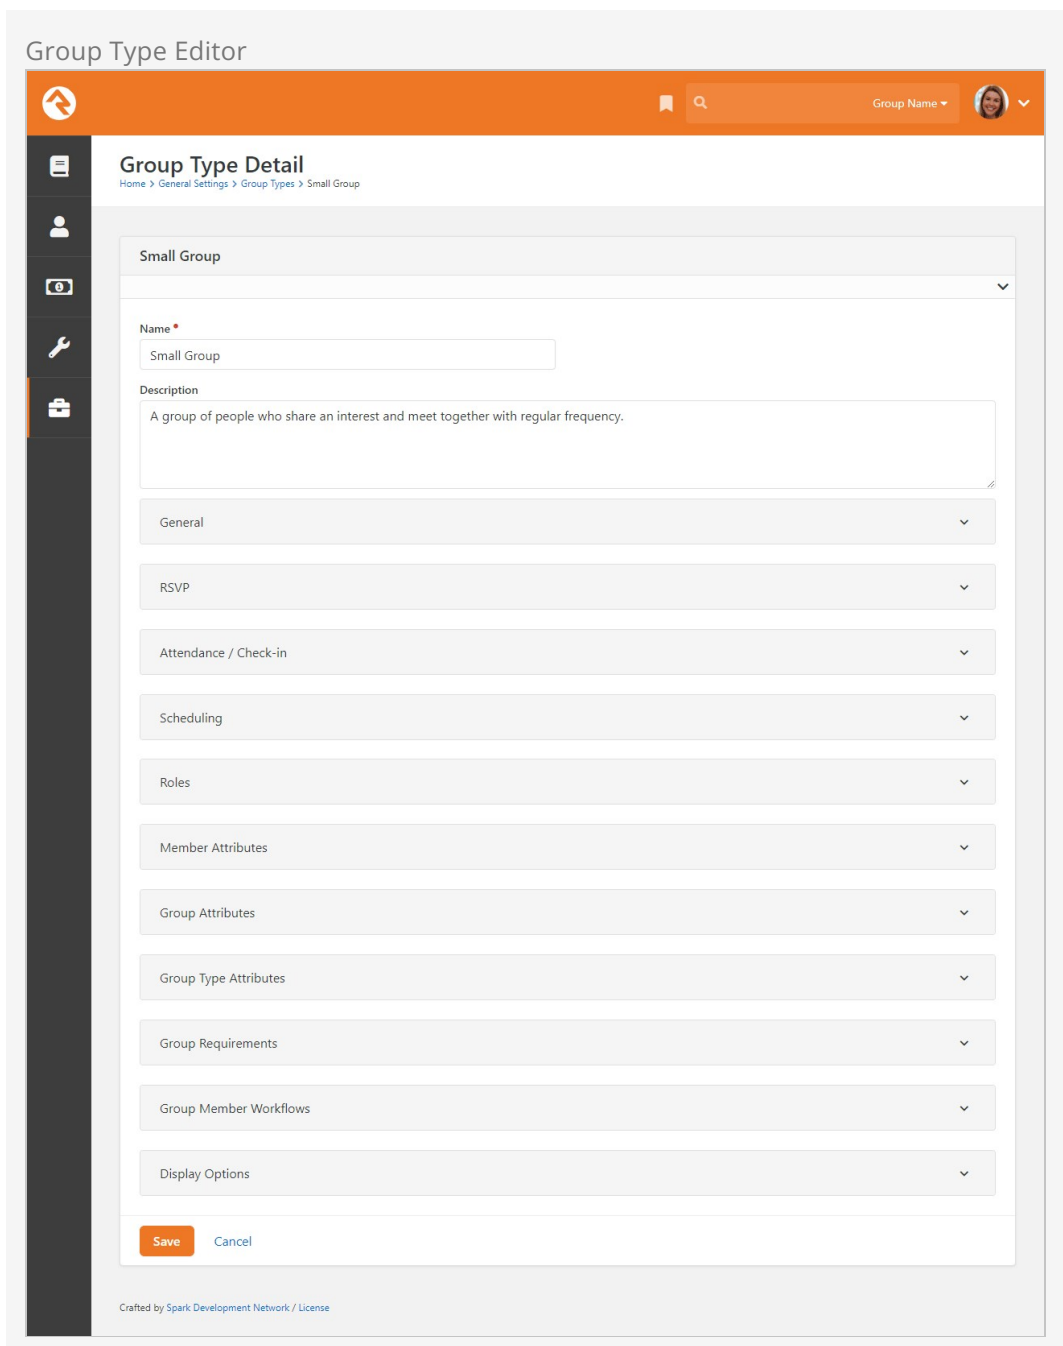 Group Type Editor
Group Name
Group Type Detail
Home > General Settings > Group Types > Small Group
Small Group
Name
Small Group
Description
A group of people who share an interest and meet together with regular frequency.
General
RSVP
Attendance / Check-in
Scheduling
Roles
Member Attributes
Group Attributes
Group Type Attributes
Group Requirements
Group Member Workflows
Display Options
Save Cancel
Crafted by Spark Development Network / License